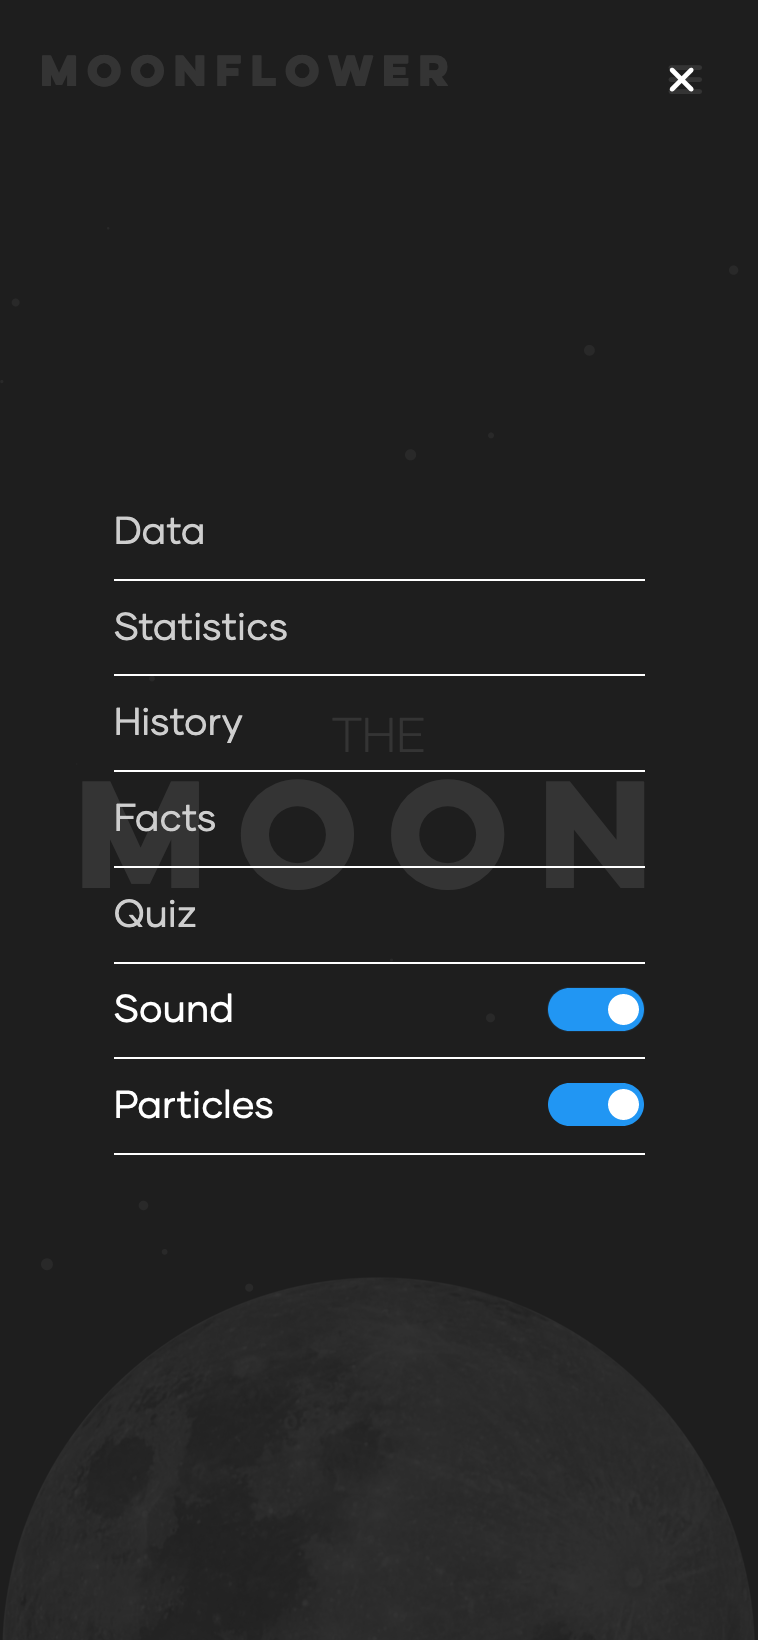 MOONFLOWER
Data
Statistics
History
THE
MOON
Facts
Quiz
Sound
Particles